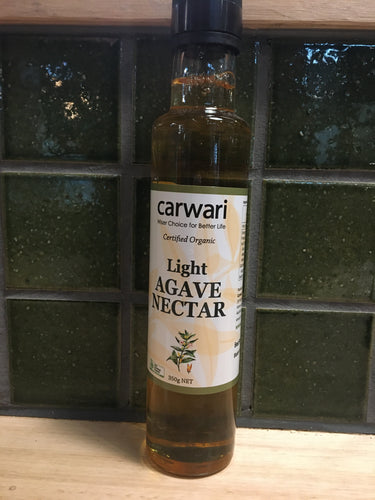 carwari
Wiser Choice for Better Life
Certified Organic
Light
AGAVE
NECTAR
350g NET